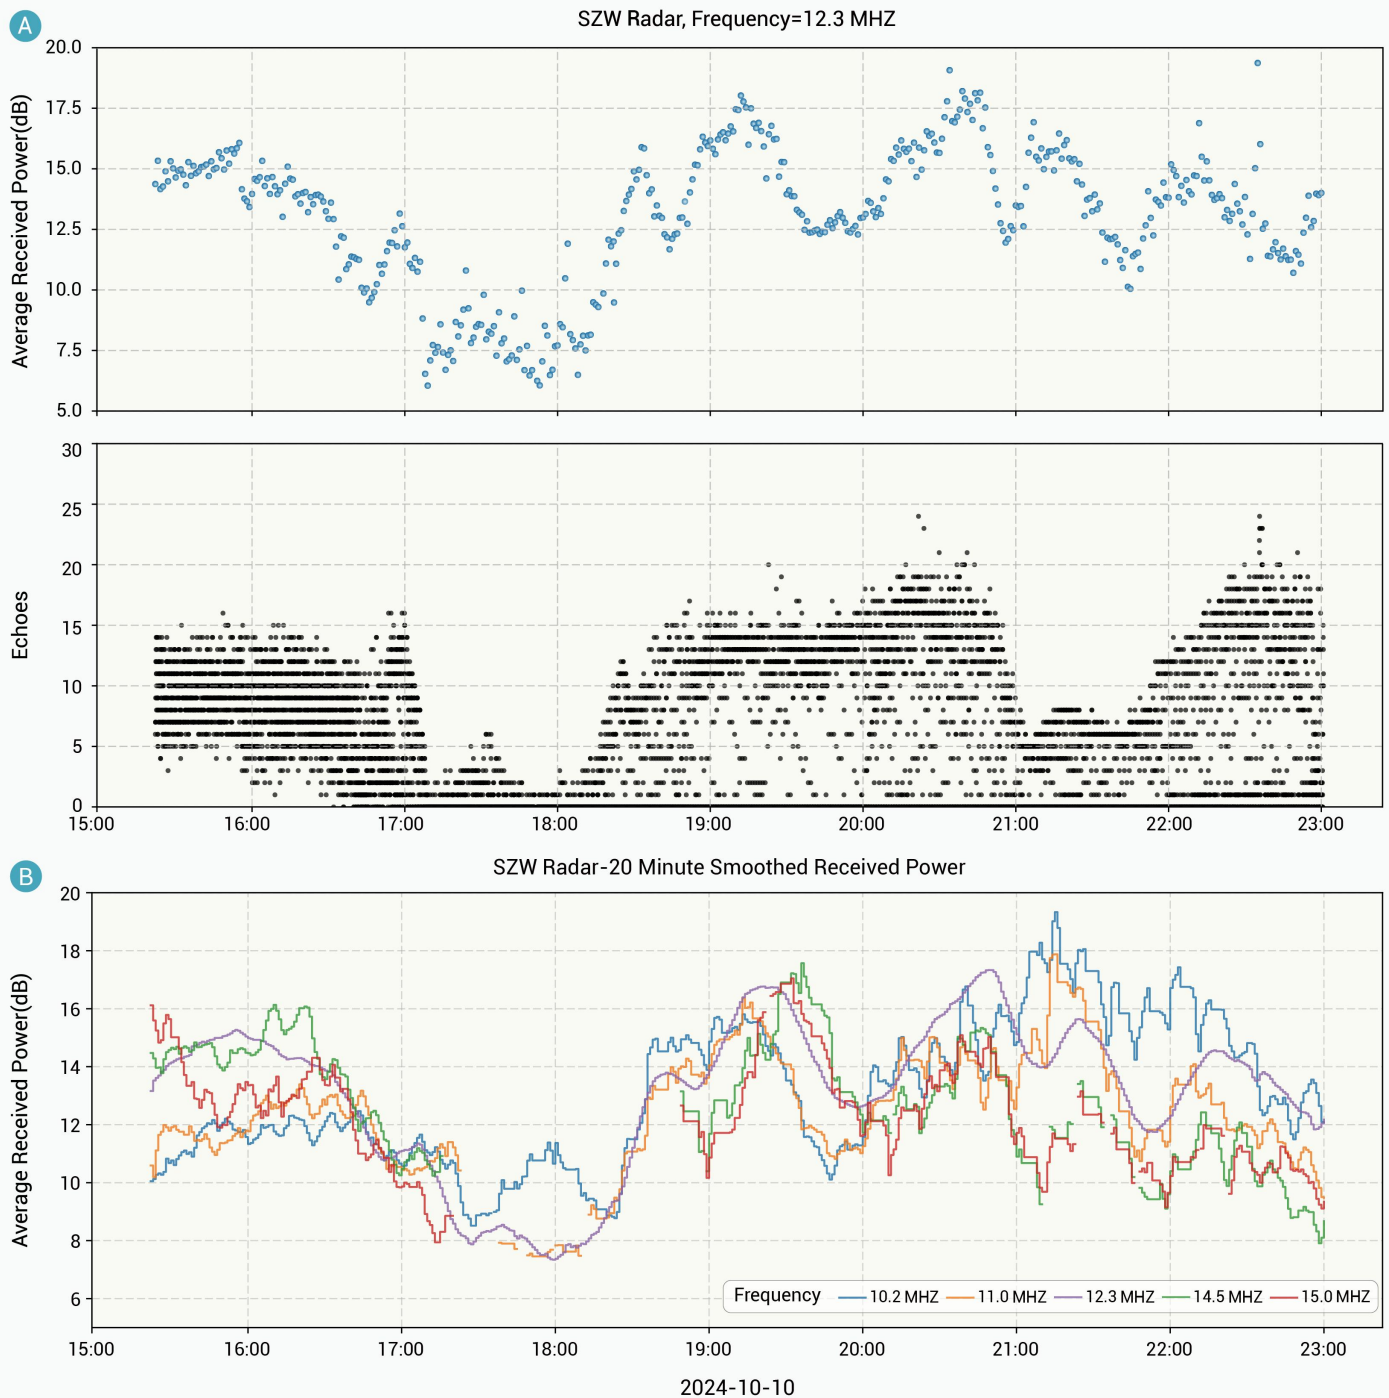 A
SZW Radar, Frequency=12.3 MHZ
Average Received Power(dB)
20.0
17.5
15.0
12.5
10.0
7.5
5.0
Echoes
30
25
20
15
10
5
0
15:00 16:00 17:00 18:00 19:00 20:00 21:00 22:00 23:00
B
SZW Radar-20 Minute Smoothed Received Power
Average Received Power(dB)
20
18
16
14
12
10
8
6
Frequency 10.2 MHZ 11.0 MHZ 12.3 MHZ 14.5 MHZ 15.0 MHZ
15:00 16:00 17:00 18:00 19:00 20:00 21:00 22:00 23:00
2024-10-10